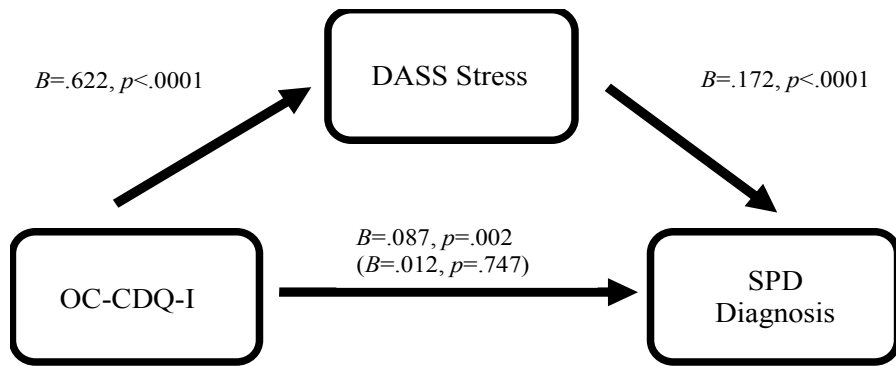 DASS Stress
B=.622, p<.0001
B=.172, p<.0001
B=.087, p=.002
(B=.012, p=.747)
OC-CDQ-I
SPD
Diagnosis